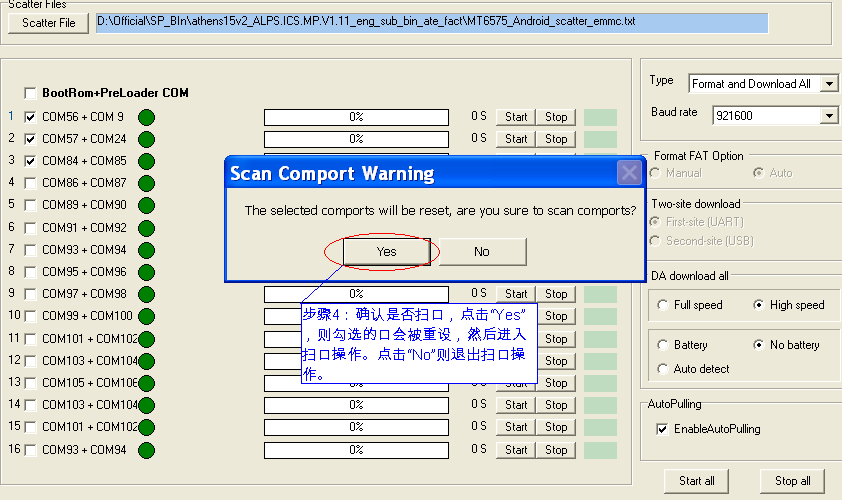 Scatter Files
Scatter File
D:\Official\SP_BIn\athens15v2_ALPS.ICS.MP.V1.11_eng_sub_bin_ate_fact\MT6575_Android_scatter_emmc.txt
BootRom+PreLoader COM
1 COM56 + COM 9 0% 0 S Start Stop
2 COM57 + COM24 0% 0 S Start Stop
3 COM84 + COM85
4 COM86 + COM87
5 COM89 + COM90
6 COM91 + COM92
7 COM93 + COM94
8 COM95 + COM96
9 COM97 + COM98 0% 0 S Start Stop
10 COM99 + COM100 Start Stop
11 COM101 + COM102 Start Stop
12 COM103 + COM104 Start Stop
13 COM105 + COM106 Start Stop
14 COM103 + COM104 0% 0 S Start Stop
15 COM101 + COM102 0% 0 S Start Stop
16 COM93 + COM94 0% 0 S Start Stop
Scan Comport Warning
The selected comports will be reset, are you sure to scan comports?
Yes No
步骤4：确认是否扫口，点击“Yes”
，则勾选的口会被重设，然后进入
扫口操作。点击“No”则退出扫口操
作。
Type Format and Download All
Baud rate 921600
Format FAT Option
Manual Auto
Two-site download
First-site (UART)
Second-site (USB)
DA download all
Full speed High speed
Battery No battery
Auto detect
AutoPulling
EnableAutoPulling
Start all Stop all